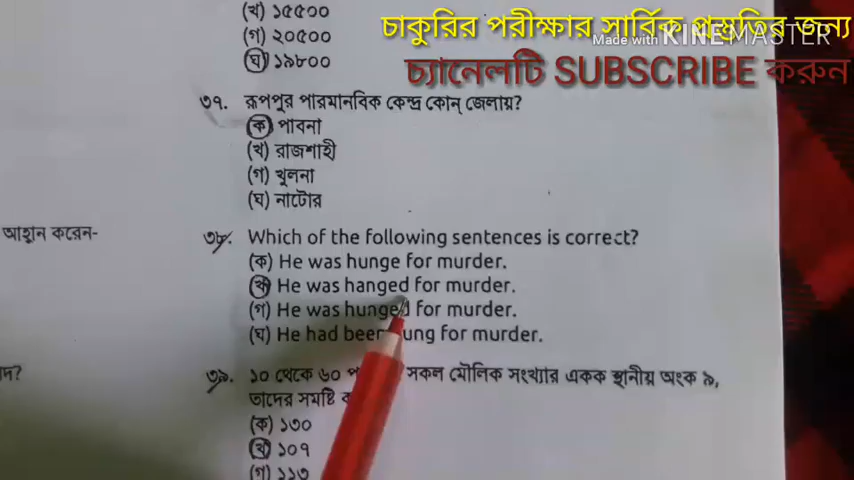 (খ) ১৫৫০০
চাকুরির পরীক্ষার সার্বিক প্রস্তুতির জন্য
Made with KINEMASTER
(গ) ২০৫০০
(ঘ) ১৯৮০০
চ্যানেলটি SUBSCRIBE করুন
৩৭. রূপপুর পারমানবিক কেন্দ্র কোন্ জেলায়?
(ক) পাবনা
(খ) রাজশাহী
(গ) খুলনা
(ঘ) নাটোর
আহ্বান করেন-
৩৮. Which of the following sentences is correct?
(ক) He was hunge for murder.
(খ) He was hanged for murder.
(গ) He was hunged for murder.
(ঘ) He had been hung for murder.
৩৯. ১০ থেকে ৬০ সকল মৌলিক সংখ্যার একক স্থানীয় অংক ৯,
তাদের সমষ্টি
(ক) ১৩০
(খ) ১০৭
(গ) ১১৩